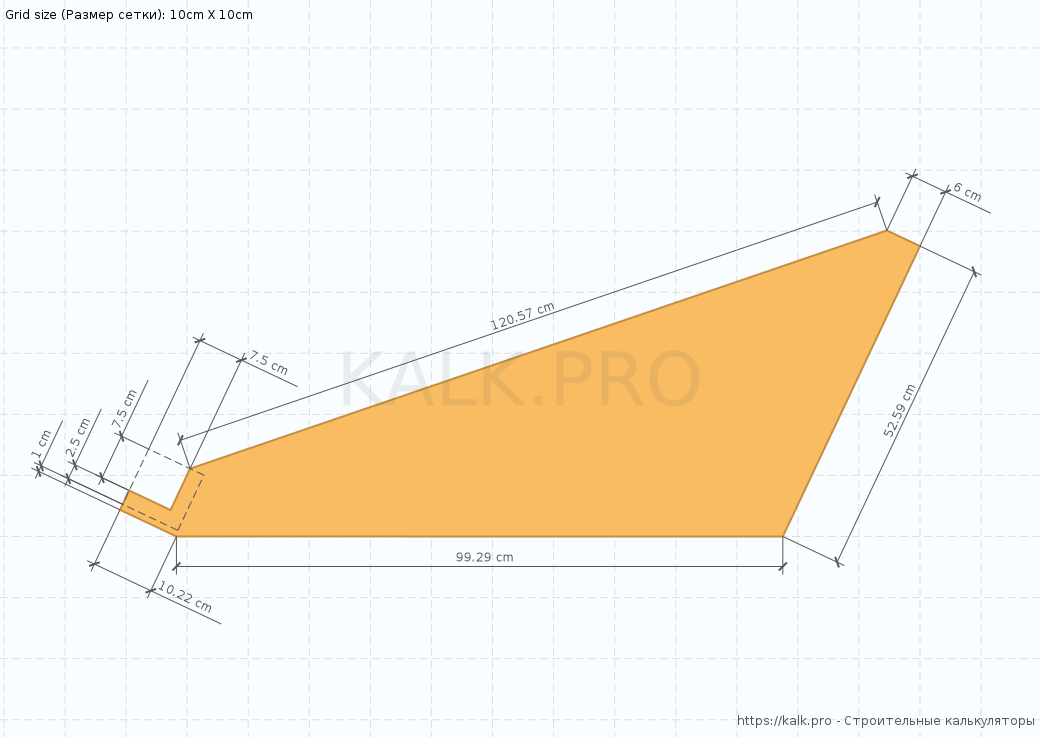 Grid size (Размер сетки): 10cm X 10cm
6 cm
120.57 cm
7.5 cm
KALK.PRO
7.5 cm
2.5 cm
1 cm
52.59 cm
99.29 cm
10.22 cm
https://kalk.pro - Строительные калькуляторы